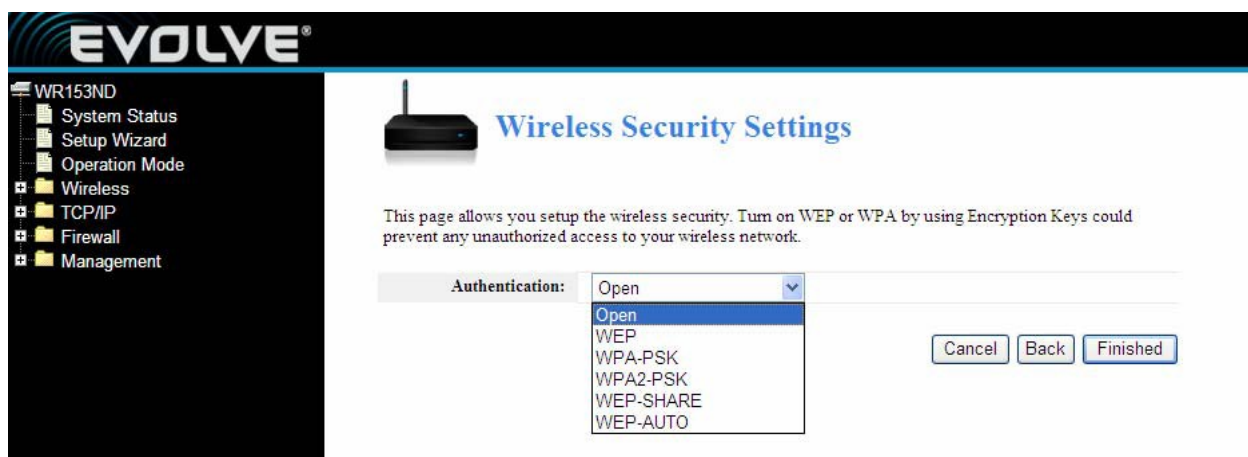 EVOLVE®
WR153ND
System Status
Setup Wizard
Operation Mode
Wireless
TCP/IP
Firewall
Management
Wireless Security Settings
This page allows you setup the wireless security. Turn on WEP or WPA by using Encryption Keys could
prevent any unauthorized access to your wireless network.
Authentication: Open
Open
WEP
WPA-PSK
WPA2-PSK
WEP-SHARE
WEP-AUTO
Cancel Back Finished